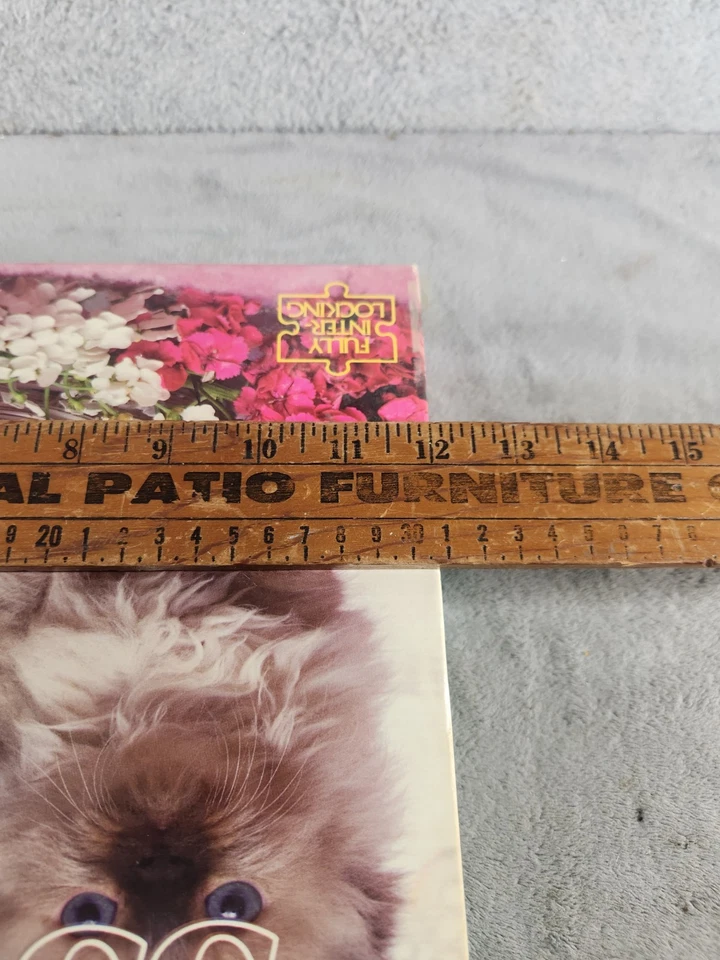 FULLY
INTER-
LOCKING
8 9 10 11 12 13 14 15
AL PATIO FURNITURE
9 20 1 2 3 4 5 6 7 8 9 30 1 2 3 4 5 6 7 8